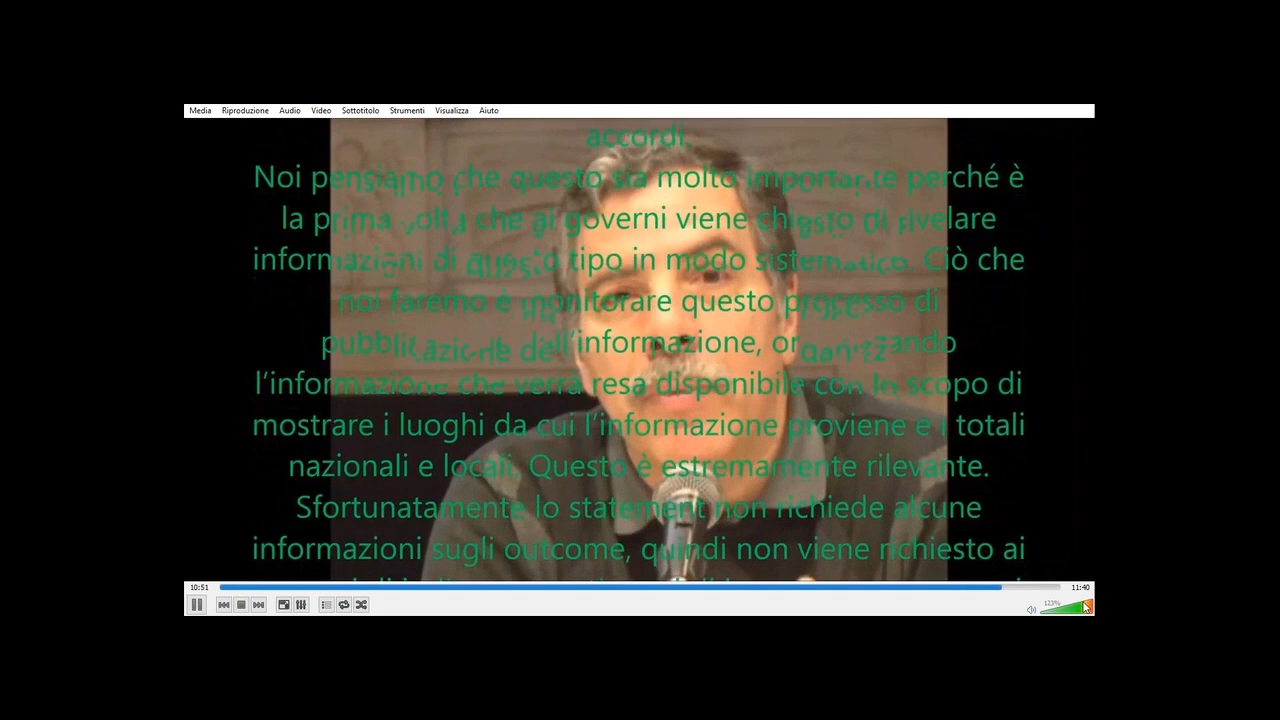 Media Riproduzione Audio Video Sottotitolo Strumenti Visualizza Aiuto
accordi.
Noi pensiamo che questo sia molto importante perché è
la prima volta che ai governi viene chiesto di rivelare
informazioni di questo tipo in modo sistematico. Ciò che
noi faremo è monitorare questo processo di
pubblicazione dell’informazione, organizzando
l’informazione che verrà resa disponibile con lo scopo di
mostrare i luoghi da cui l’informazione proviene e i totali
nazionali e locali. Questo è estremamente rilevante.
Sfortunatamente lo statement non richiede alcune
informazioni sugli outcome, quindi non viene richiesto ai
10:51 11:40
123%